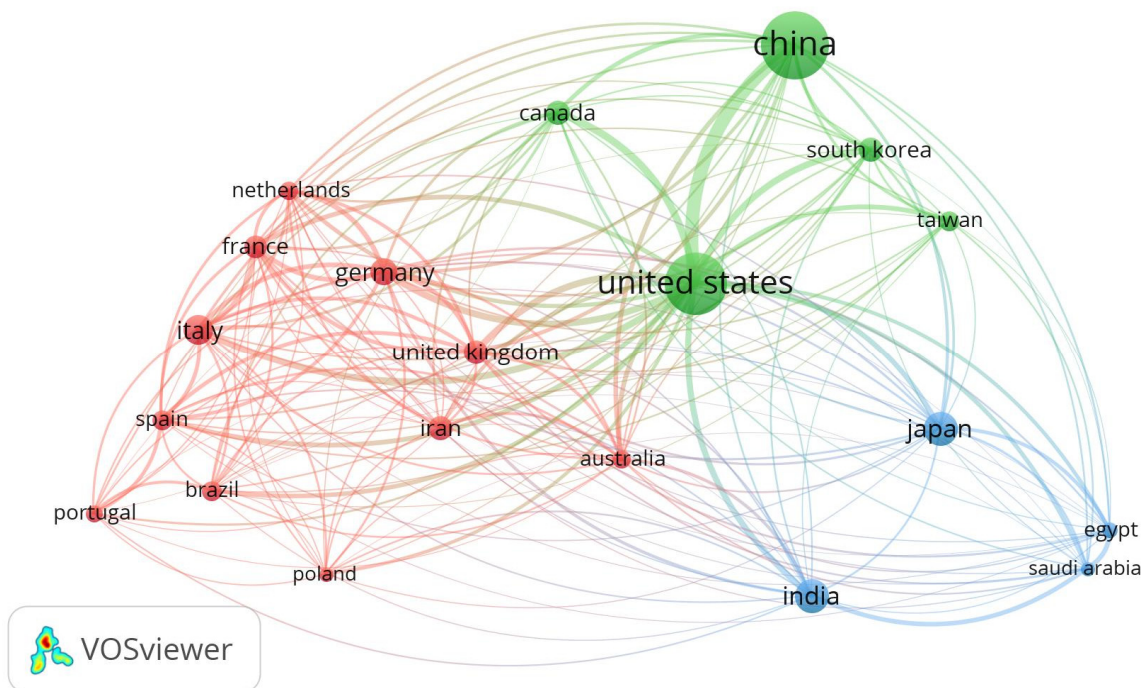 china
canada
south korea
netherlands
taiwan
france
germany
united states
italy
united kingdom
spain
iran
japan
australia
brazil
portugal
egypt
saudi arabia
poland
india
VOSviewer